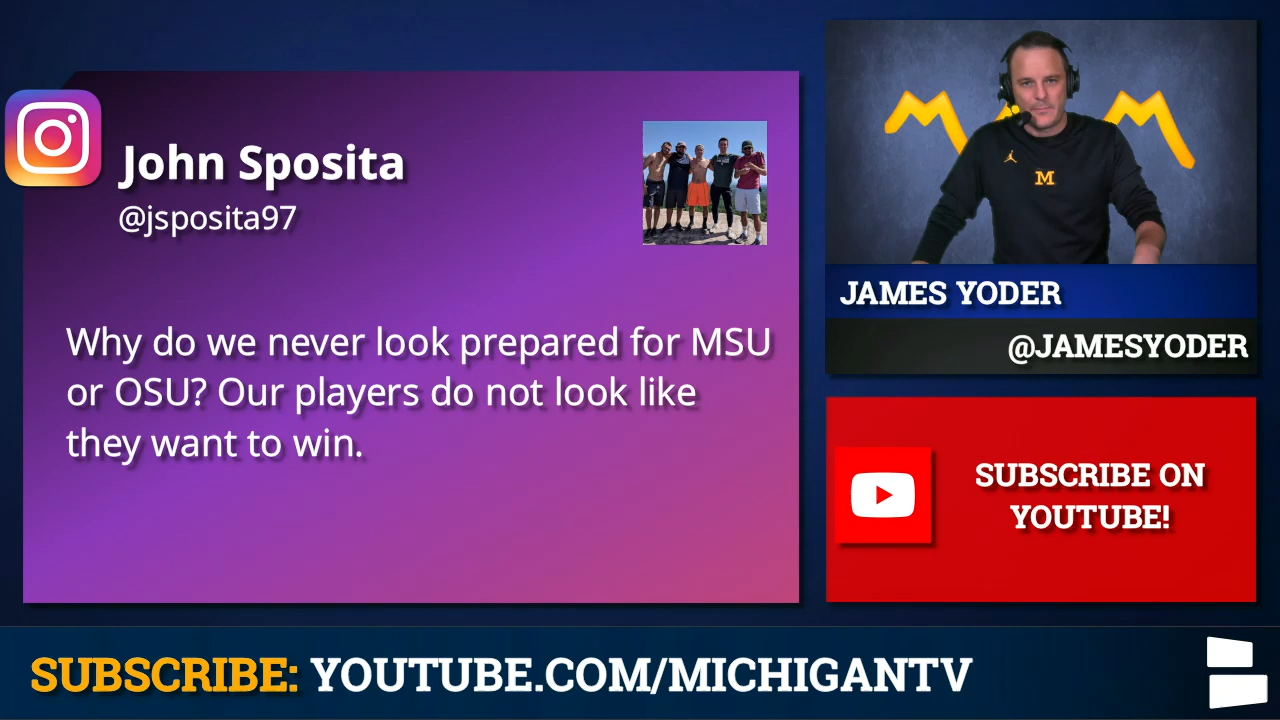 John Sposita
@jsposita97
Why do we never look prepared for MSU
or OSU? Our players do not look like
they want to win.
M
JAMES YODER
@JAMESYODER
SUBSCRIBE ON
YOUTUBE!
SUBSCRIBE: YOUTUBE.COM/MICHIGANTV